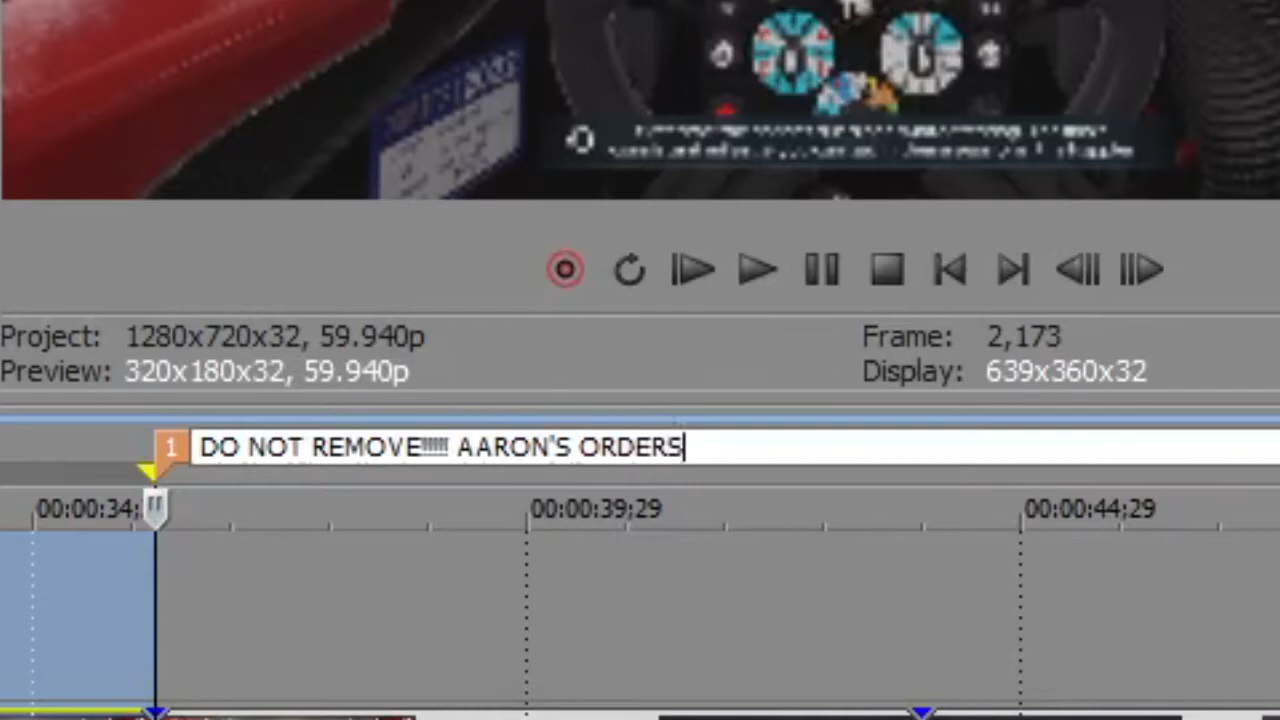 Project: 1280x720x32, 59.940p
Frame: 2,173
Preview: 320x180x32, 59.940p
Display: 639x360x32
1 DO NOT REMOVE!!!!! AARON'S ORDERS
00:00:34; 00:00:39;29 00:00:44;29